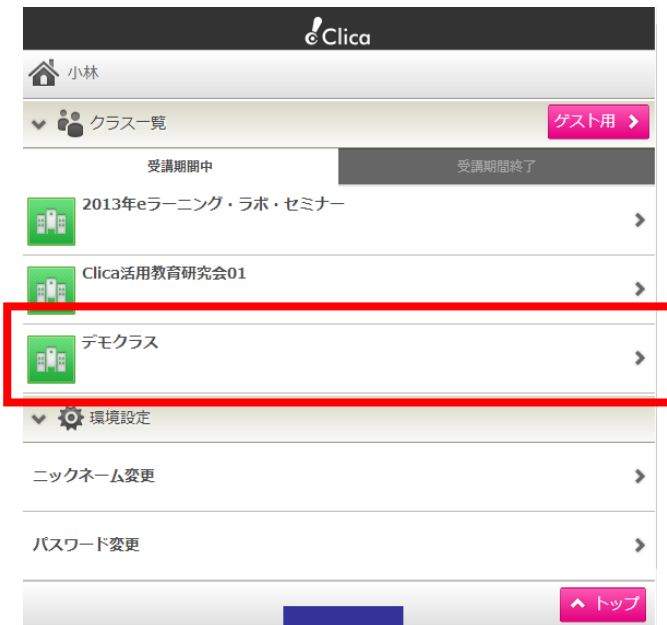 Clica
小林
クラス一覧
ゲスト用
受講期間中
受講期間終了
2013年eラーニング・ラボ・セミナー
Clica活用教育研究会01
デモクラス
環境設定
ニックネーム変更
パスワード変更
トップ